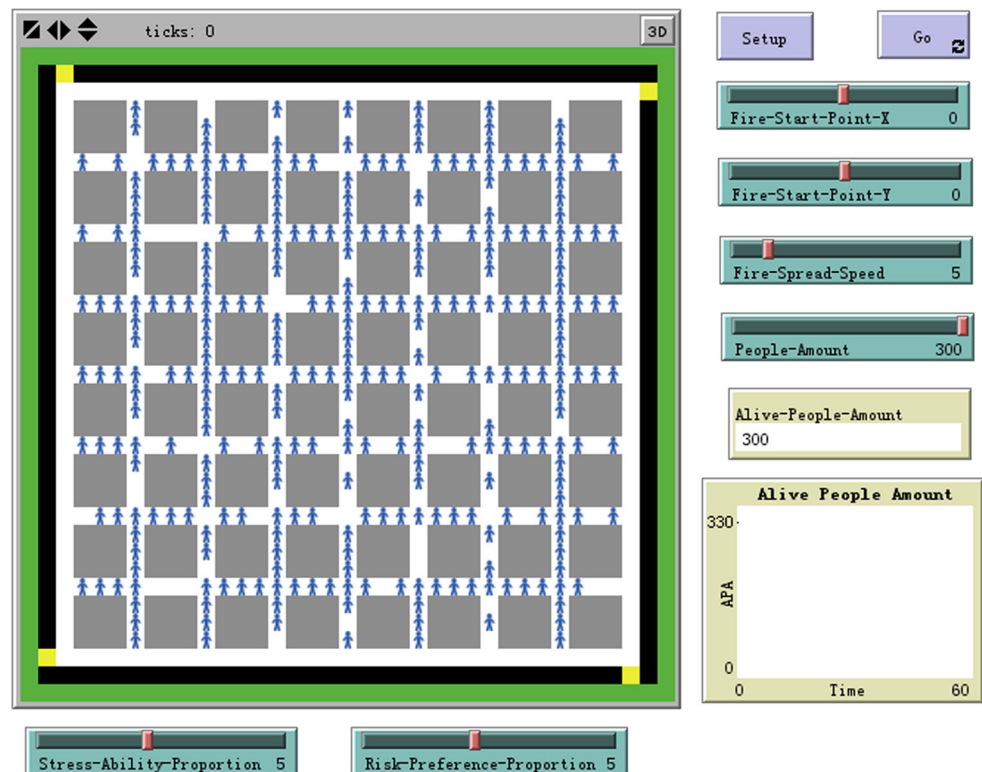 ticks: 0
3D
Setup
Go
Fire-Start-Point-X 0
Fire-Start-Point-Y 0
Fire-Spread-Speed 5
People-Amount 300
Alive-People-Amount
300
Alive People Amount
330
APA
0
0 Time 60
Stress-Ability-Proportion 5
Risk-Preference-Proportion 5